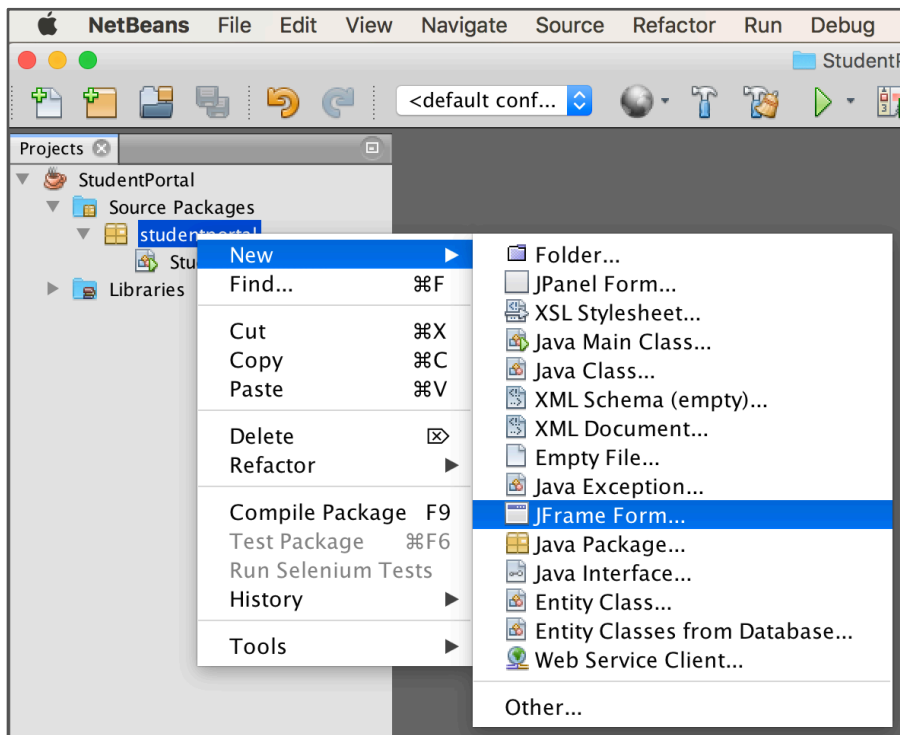 NetBeans File Edit View Navigate Source Refactor Run Debug
StudentP
<default conf...
Projects
StudentPortal
Source Packages
studentportal
Stu
Libraries
New
Find... ⌘F
Cut ⌘X
Copy ⌘C
Paste ⌘V
Delete ⌦
Refactor
Compile Package F9
Test Package ⌘F6
Run Selenium Tests
History
Tools
Folder...
JPanel Form...
XSL Stylesheet...
Java Main Class...
Java Class...
XML Schema (empty)...
XML Document...
Empty File...
Java Exception...
JFrame Form...
Java Package...
Java Interface...
Entity Class...
Entity Classes from Database...
Web Service Client...
Other...